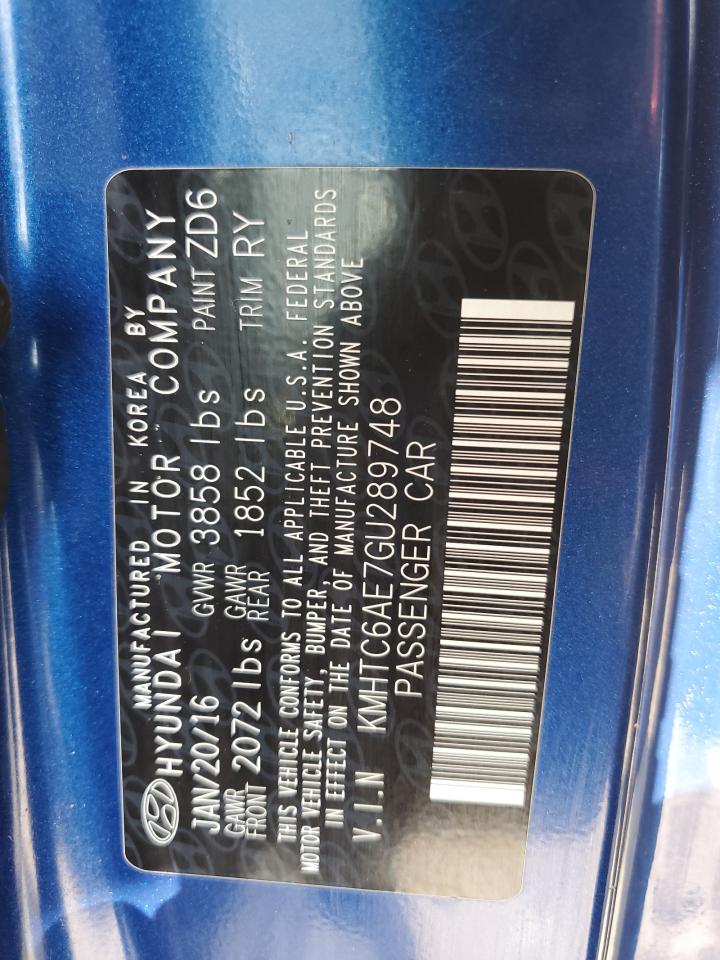 MANUFACTURED IN KOREA BY
HYUNDAI MOTOR COMPANY
JAN/20/16 GVWR 3858 lbs PAINT ZD6
GAWR FRONT 2072 lbs GAWR REAR 1852 lbs TRIM RY
THIS VEHICLE CONFORMS TO ALL APPLICABLE U.S.A. FEDERAL
MOTOR VEHICLE SAFETY, BUMPER, AND THEFT PREVENTION STANDARDS
IN EFFECT ON THE DATE OF MANUFACTURE SHOWN ABOVE
V.I.N KMHTC6AE7GU289748
PASSENGER CAR